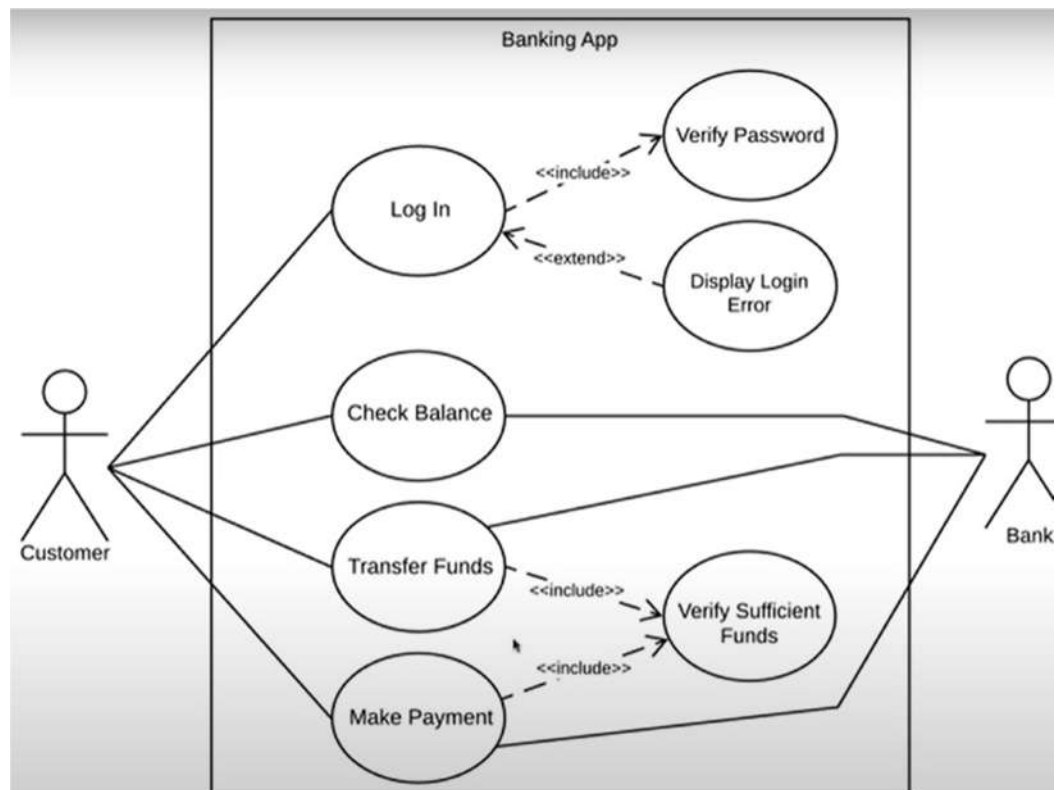 Banking App
Verify Password
<<include>>
Log In
<<extend>>
Display Login
Error
Check Balance
Customer
Bank
Transfer Funds
<<include>>
Verify Sufficient
Funds
<<include>>
Make Payment